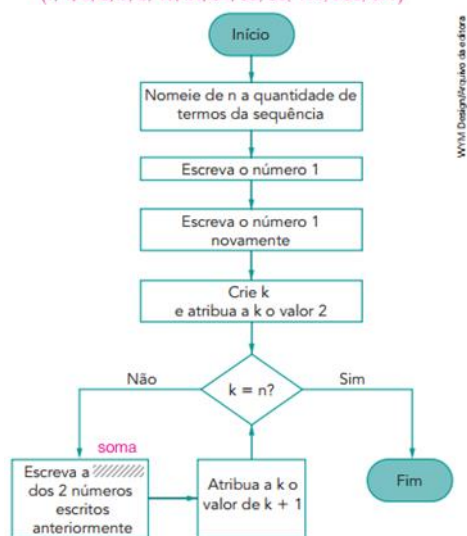 Início
Nomeie de n a quantidade de
termos da sequência
Escreva o número 1
Escreva o número 1
novamente
Crie k
e atribua a k o valor 2
k = n?
Não
Sim
soma
Escreva a
dos 2 números
escritos
anteriormente
Atribua a k o
valor de k + 1
Fim
WYM Design/Arquivo da editora